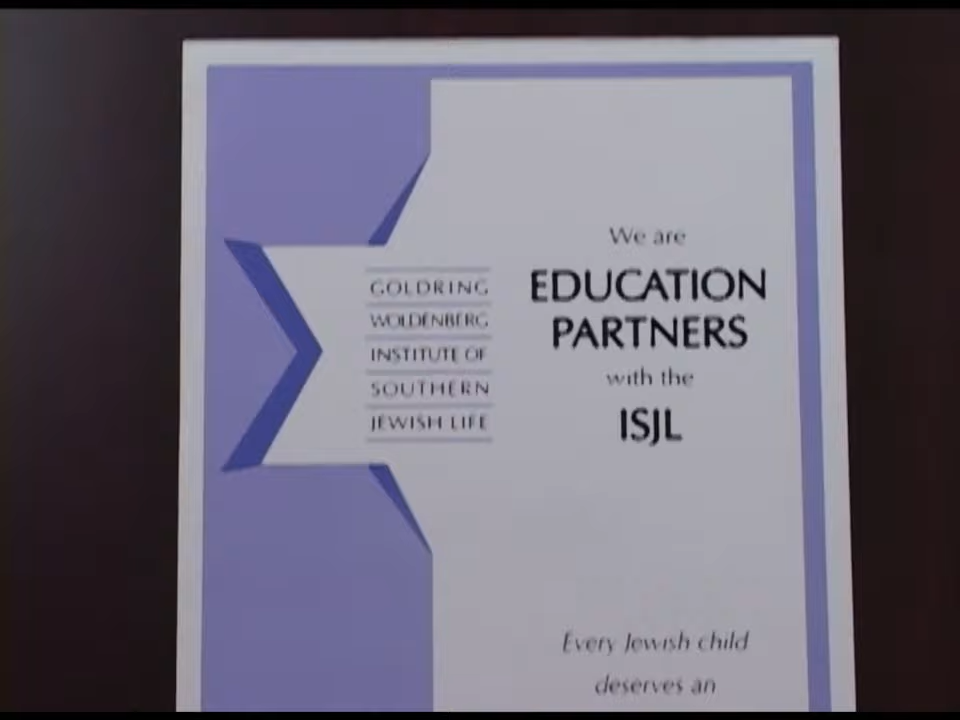 GOLDRING
WOLDENBERG
INSTITUTE OF
SOUTHERN
JEWISH LIFE
We are
EDUCATION
PARTNERS
with the
ISJL
Every Jewish child
deserves an